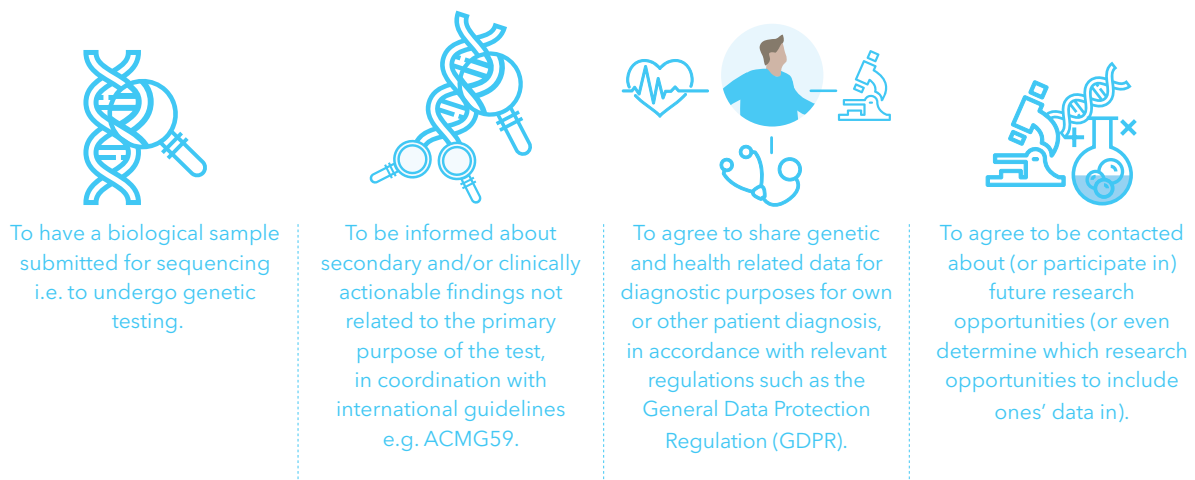 To have a biological sample
submitted for sequencing
i.e. to undergo genetic
testing.
To be informed about
secondary and/or clinically
actionable findings not
related to the primary
purpose of the test,
in coordination with
international guidelines
e.g. ACMG59.
To agree to share genetic
and health related data for
diagnostic purposes for own
or other patient diagnosis,
in accordance with relevant
regulations such as the
General Data Protection
Regulation (GDPR).
To agree to be contacted
about (or participate in)
future research
opportunities (or even
determine which research
opportunities to include
ones’ data in).